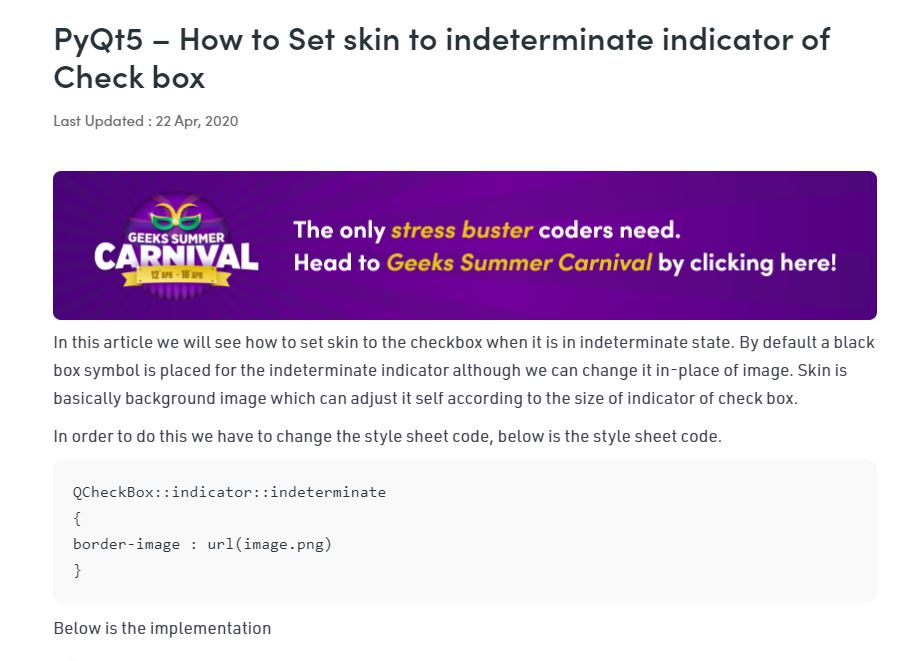 PyQt5 – How to Set skin to indeterminate indicator of
Check box
Last Updated : 22 Apr, 2020
GEEKS SUMMER
CARNIVAL
12 APR - 18 APR
The only stress buster coders need.
Head to Geeks Summer Carnival by clicking here!
In this article we will see how to set skin to the checkbox when it is in indeterminate state. By default a black
box symbol is placed for the indeterminate indicator although we can change it in-place of image. Skin is
basically background image which can adjust it self according to the size of indicator of check box.
In order to do this we have to change the style sheet code, below is the style sheet code.
QCheckBox::indicator::indeterminate
{
border-image : url(image.png)
}
Below is the implementation